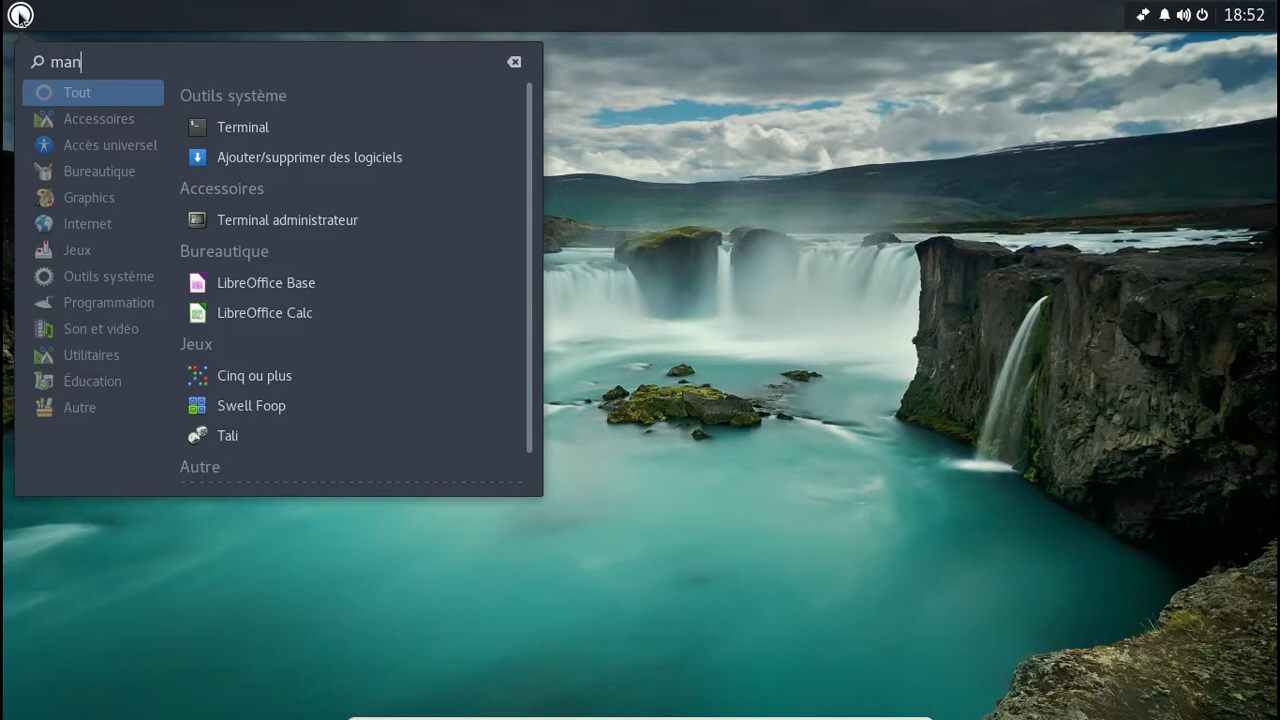 18:52
man
Tout
Accessoires
Accès universel
Bureautique
Graphics
Internet
Jeux
Outils système
Programmation
Son et vidéo
Utilitaires
Éducation
Autre
Outils système
Terminal
Ajouter/supprimer des logiciels
Accessoires
Terminal administrateur
Bureautique
LibreOffice Base
LibreOffice Calc
Jeux
Cinq ou plus
Swell Foop
Tali
Autre